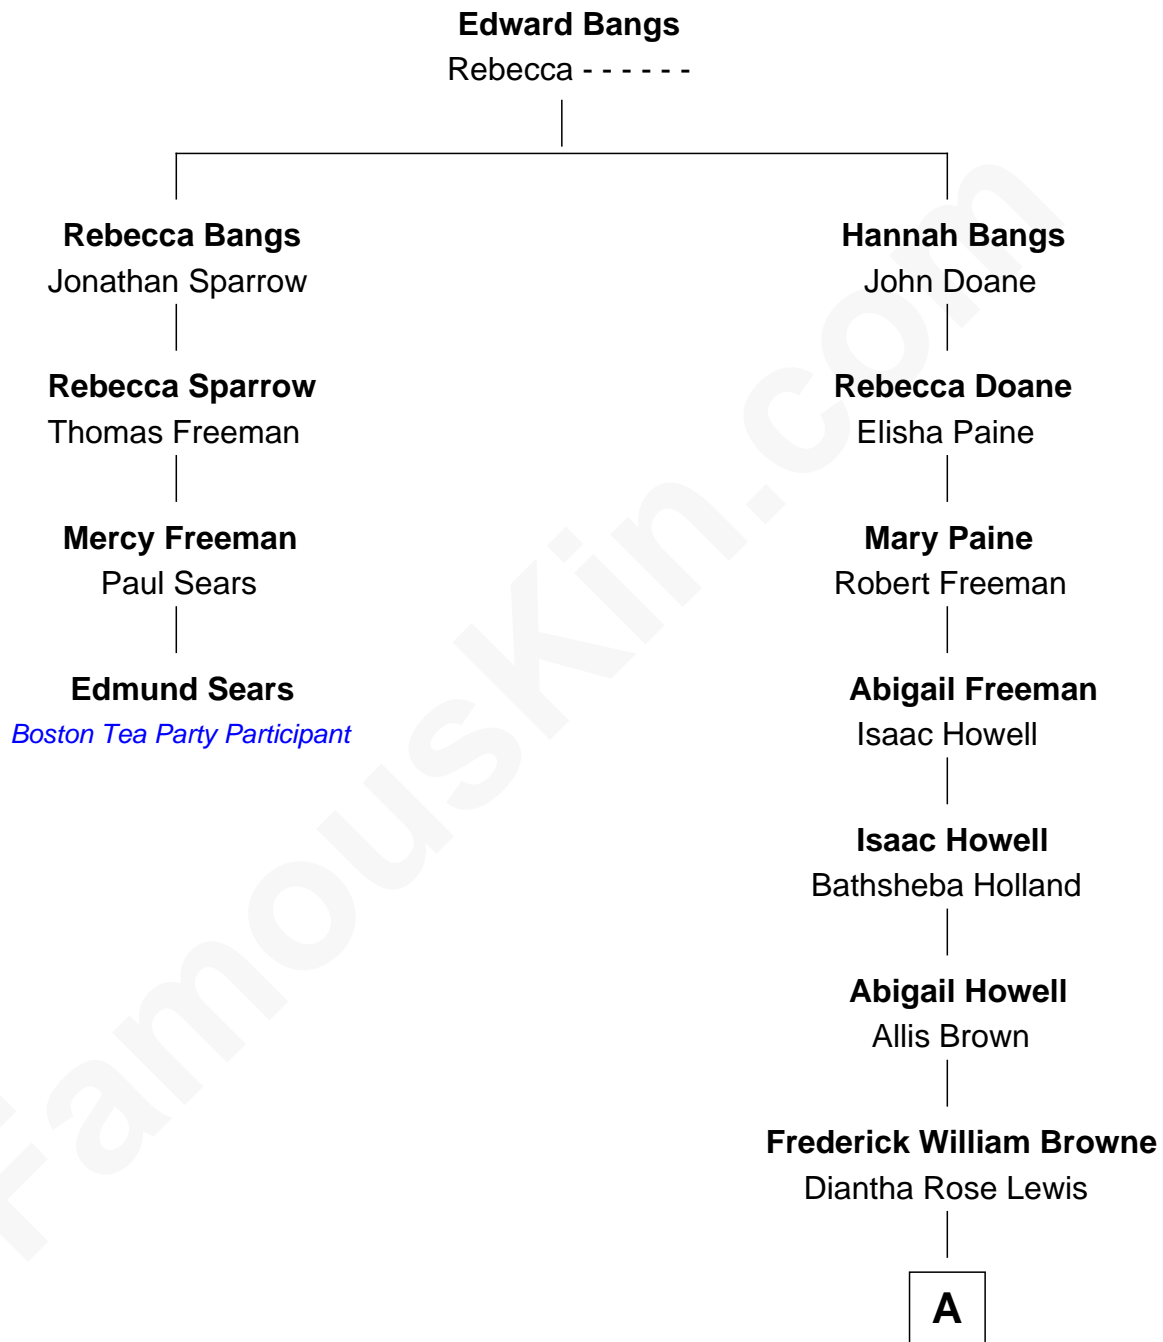 Edward Bangs
Rebecca - - - - - -
Rebecca Bangs
Jonathan Sparrow
Rebecca Sparrow
Thomas Freeman
Mercy Freeman
Paul Sears
Edmund Sears
Boston Tea Party Participant
Hannah Bangs
John Doane
Rebecca Doane
Elisha Paine
Mary Paine
Robert Freeman
Abigail Freeman
Isaac Howell
Isaac Howell
Bathsheba Holland
Abigail Howell
Allis Brown
Frederick William Browne
Diantha Rose Lewis
A
FamousKin.com